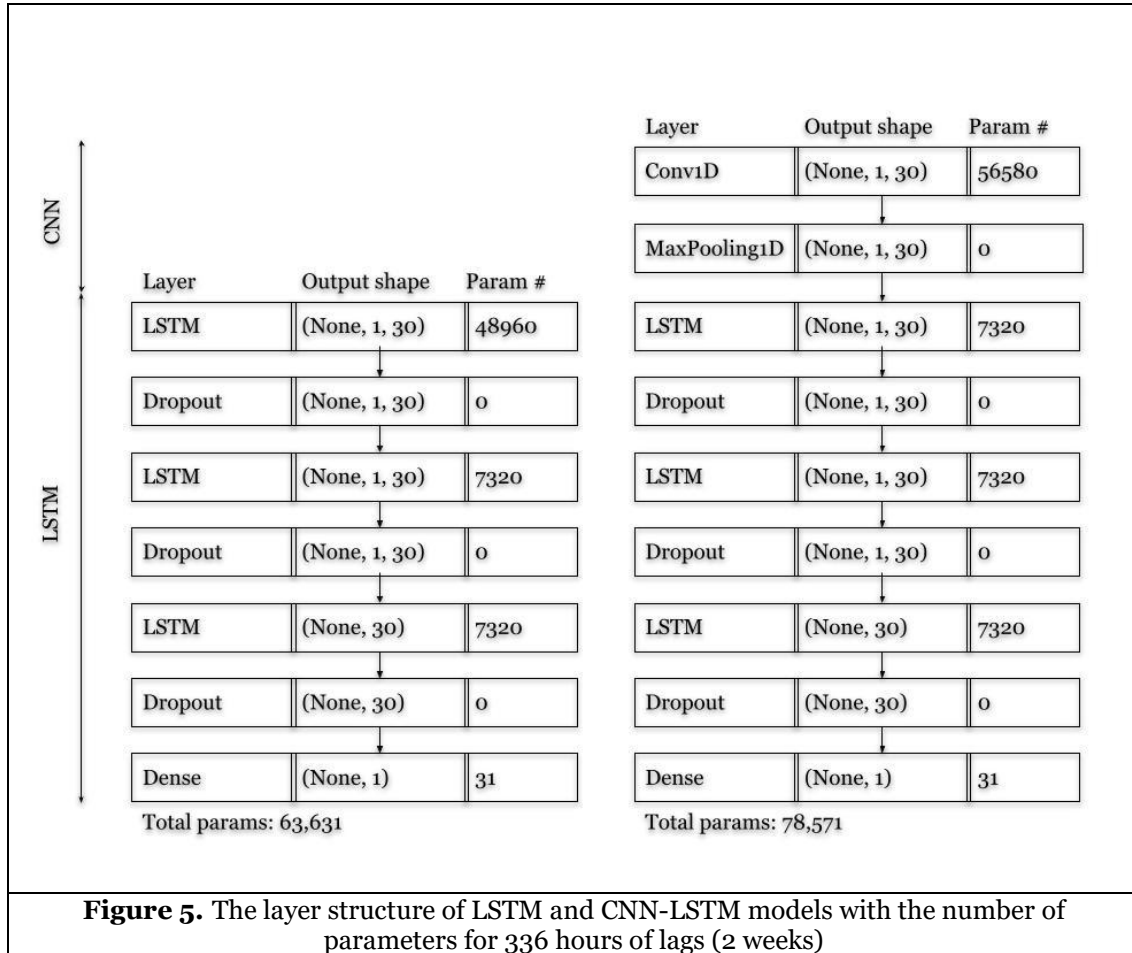 CNN
LSTM
Layer Output shape Param #
LSTM (None, 1, 30) 48960
Dropout (None, 1, 30) 0
LSTM (None, 1, 30) 7320
Dropout (None, 1, 30) 0
LSTM (None, 30) 7320
Dropout (None, 30) 0
Dense (None, 1) 31
Total params: 63,631
Layer Output shape Param #
Conv1D (None, 1, 30) 56580
MaxPooling1D (None, 1, 30) 0
LSTM (None, 1, 30) 7320
Dropout (None, 1, 30) 0
LSTM (None, 1, 30) 7320
Dropout (None, 1, 30) 0
LSTM (None, 30) 7320
Dropout (None, 30) 0
Dense (None, 1) 31
Total params: 78,571
Figure 5. The layer structure of LSTM and CNN-LSTM models with the number of
parameters for 336 hours of lags (2 weeks)